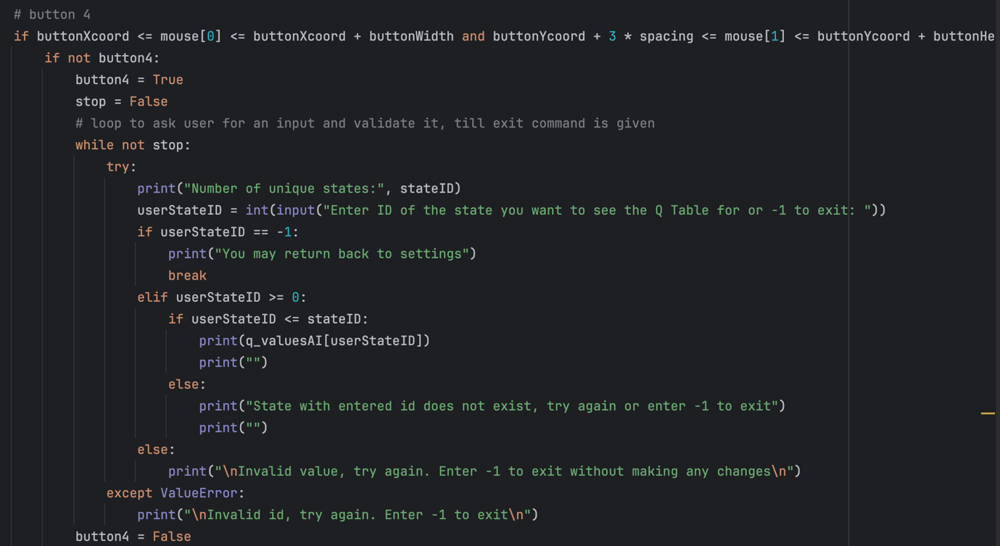 # button 4
if buttonXcoord <= mouse[0] <= buttonXcoord + buttonWidth and buttonYcoord + 3 * spacing <= mouse[1] <= buttonYcoord + buttonHe
if not button4:
button4 = True
stop = False
# loop to ask user for an input and validate it, till exit command is given
while not stop:
try:
print("Number of unique states:", stateID)
userStateID = int(input("Enter ID of the state you want to see the Q Table for or -1 to exit: "))
if userStateID == -1:
print("You may return back to settings")
break
elif userStateID >= 0:
if userStateID <= stateID:
print(q_valuesAI[userStateID])
print("")
else:
print("State with entered id does not exist, try again or enter -1 to exit")
print("")
else:
print("\nInvalid value, try again. Enter -1 to exit without making any changes\n")
except ValueError:
print("\nInvalid id, try again. Enter -1 to exit\n")
button4 = False